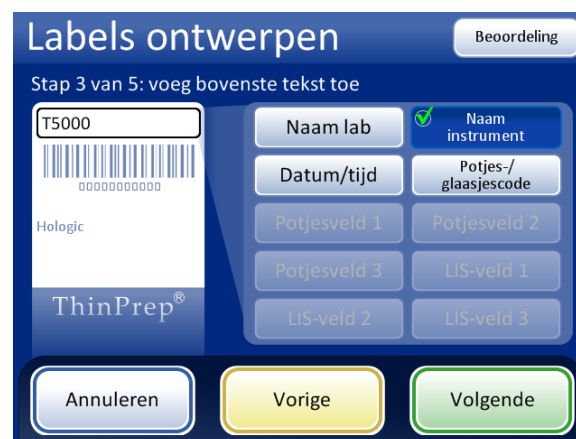 Labels ontwerpen
Beoordeling
Stap 3 van 5: voeg bovenste tekst toe
T5000
00000000000
Hologic
ThinPrep®
Naam lab
Naam
instrument
Datum/tijd
Potjes-/
glaasjescode
Potjesveld 1
Potjesveld 2
Potjesveld 3
LIS-veld 1
LIS-veld 2
LIS-veld 3
Annuleren
Vorige
Volgende